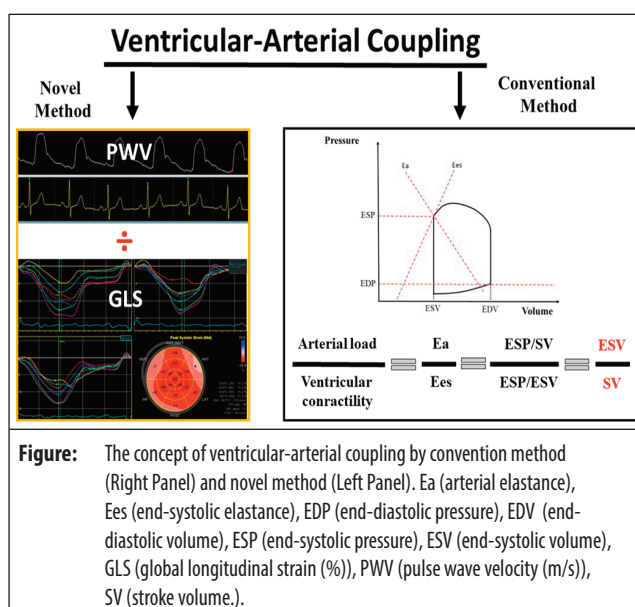 Ventricular-Arterial Coupling
Novel
Method
Conventional
Method
PWV
÷
GLS
Peak Systolic Strain (Mid)
Pressure
Ea
Ees
ESP
EDP
ESV
EDV
Volume
Arterial load
Ventricular
conractility
=
Ea
Ees
=
ESP/SV
ESP/ESV
=
ESV
SV
Figure: The concept of ventricular-arterial coupling by convention method
(Right Panel) and novel method (Left Panel). Ea (arterial elastance),
Ees (end-systolic elastance), EDP (end-diastolic pressure), EDV (end-
diastolic volume), ESP (end-systolic pressure), ESV (end-systolic volume),
GLS (global longitudinal strain (%)), PWV (pulse wave velocity (m/s)),
SV (stroke volume.).